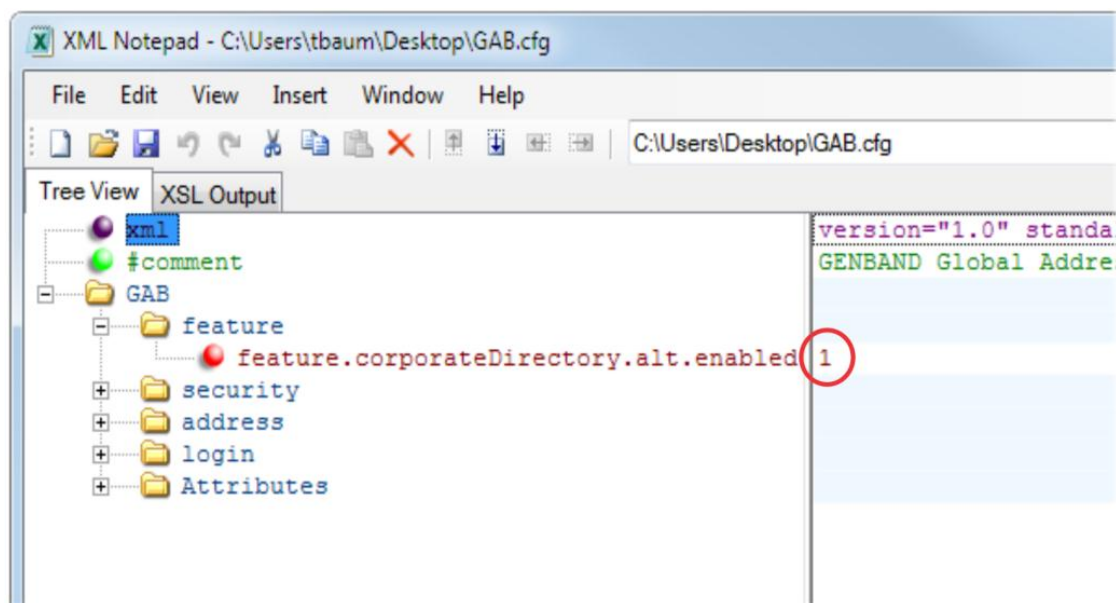 XML Notepad - C:\Users\tbaum\Desktop\GAB.cfg
File Edit View Insert Window Help
C:\Users\Desktop\GAB.cfg
Tree View XSL Output
xml version="1.0" standa
#comment GENBAND Global Addre
GAB
feature
feature.corporateDirectory.alt.enabled 1
security
address
login
Attributes